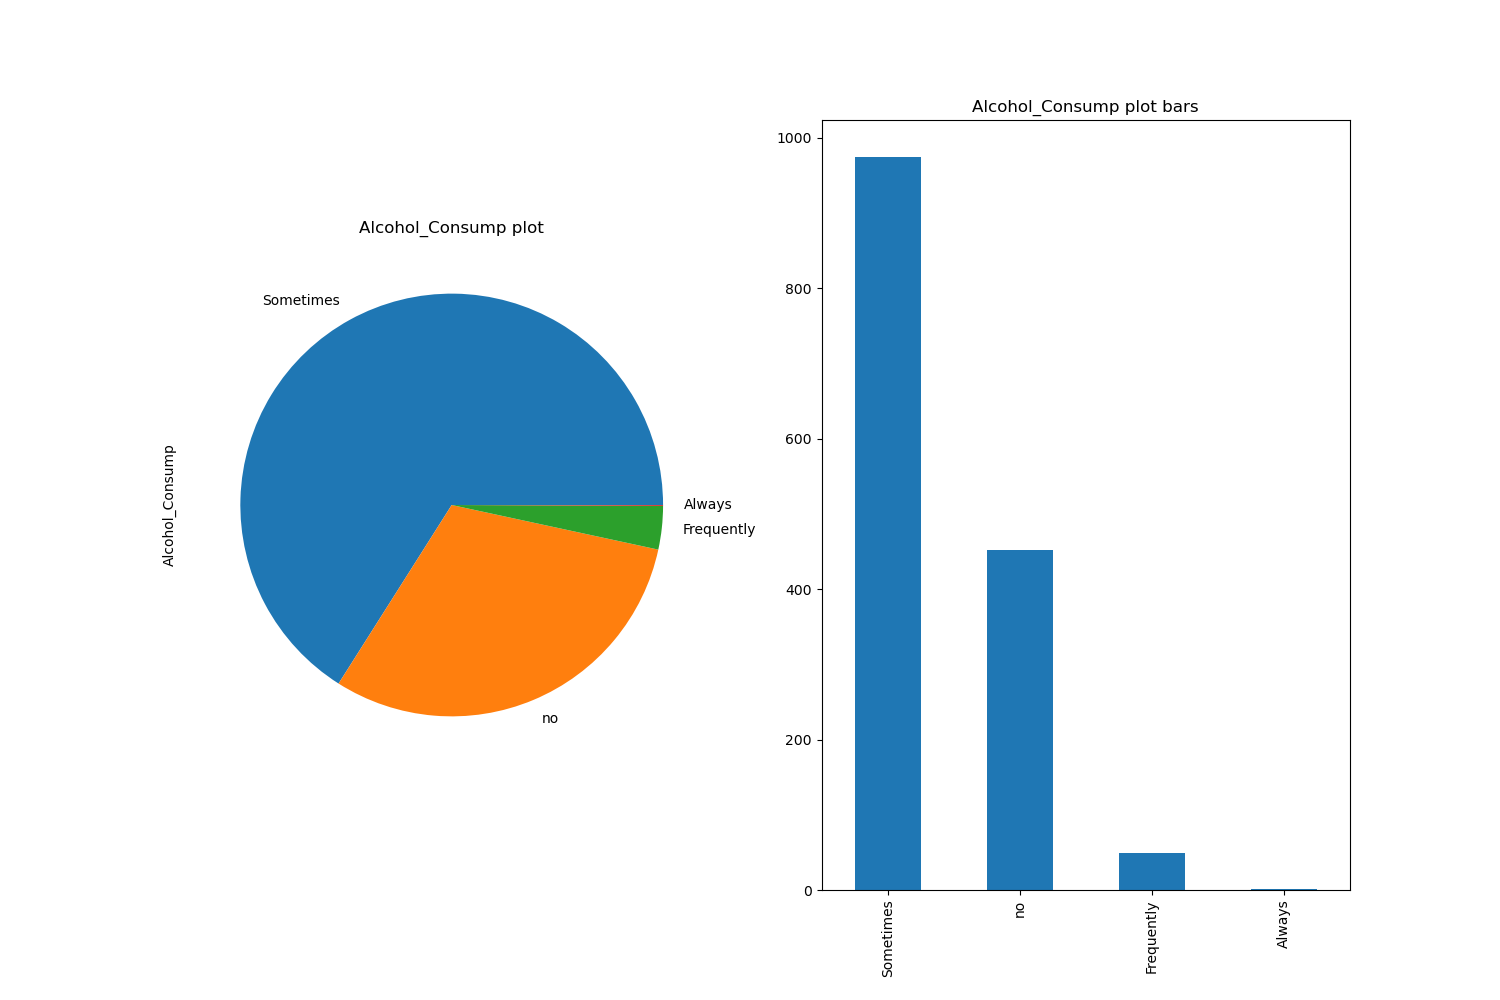 Alcohol_Consump plot
Sometimes
Always
Frequently
no
Alcohol_Consump
Alcohol_Consump plot bars
1000
800
600
400
200
0
Sometimes
no
Frequently
Always